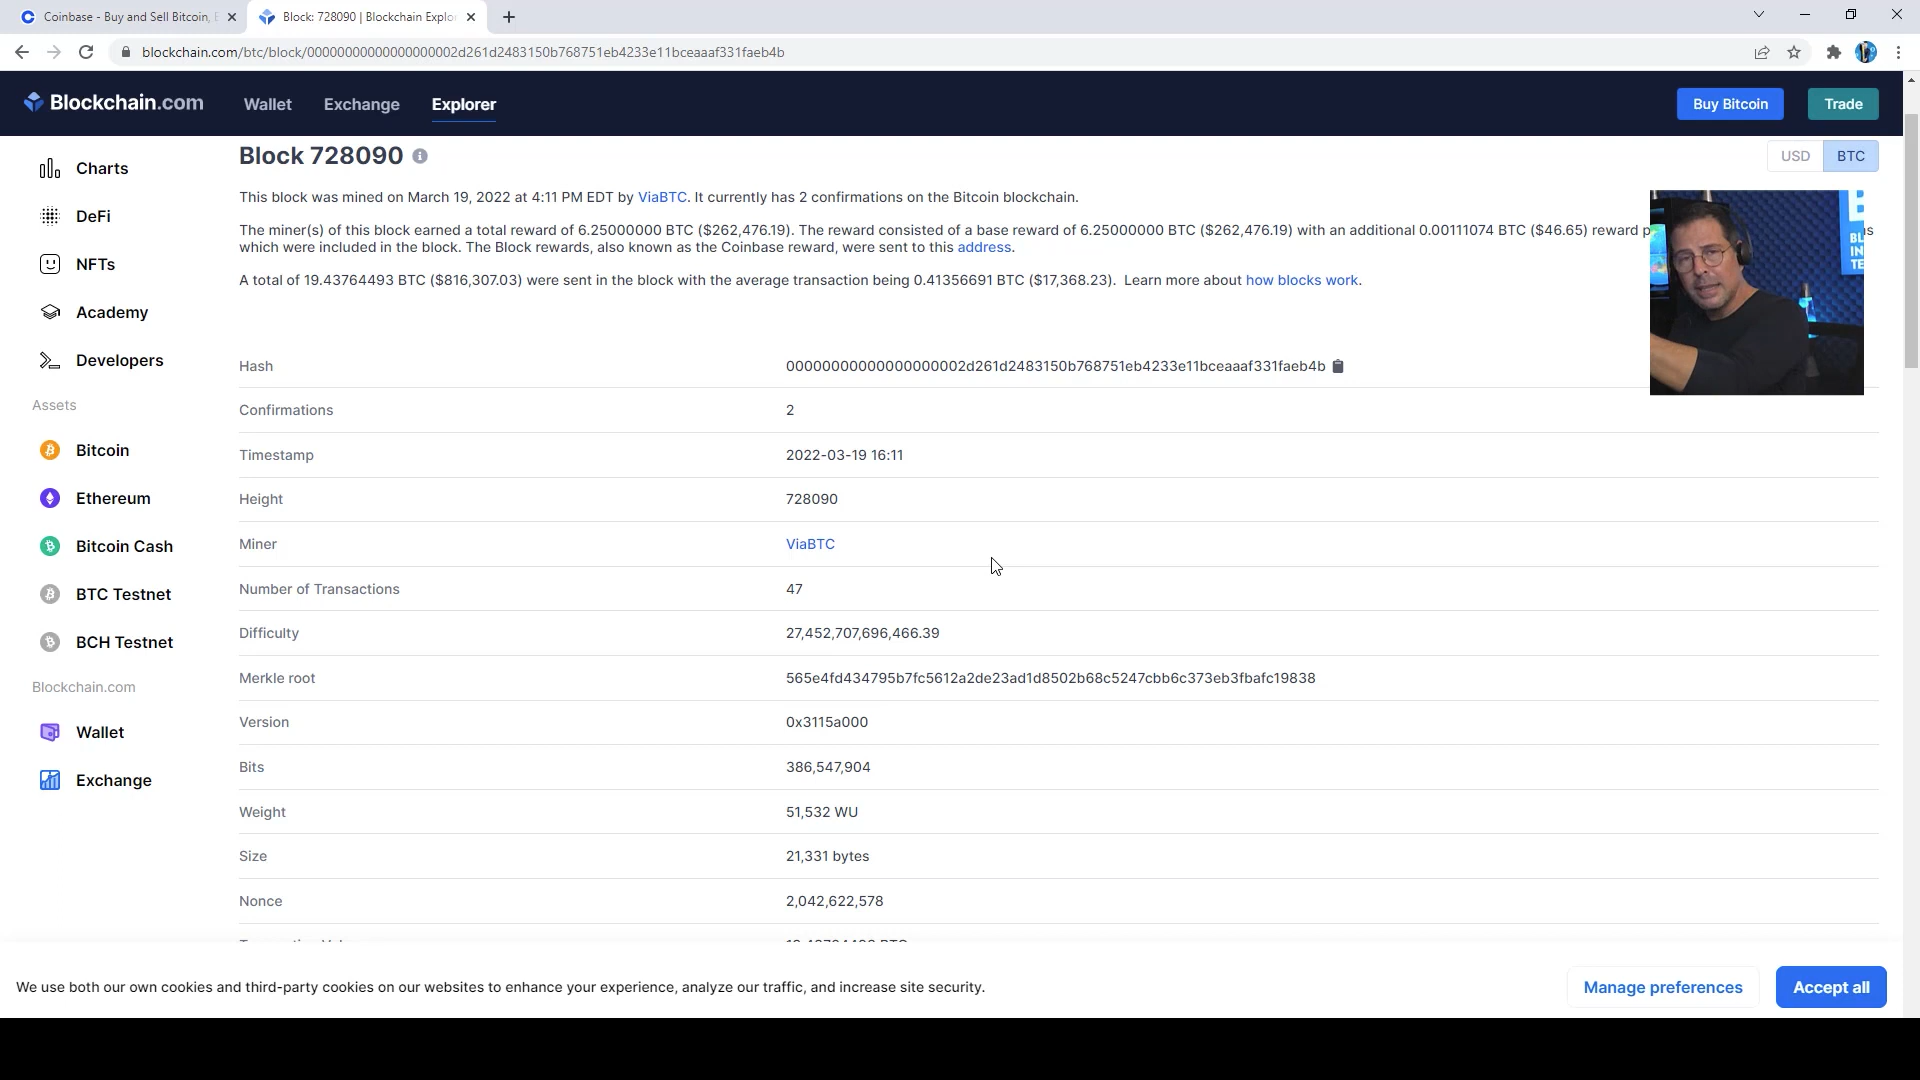 Coinbase - Buy and Sell Bitcoin,
Block: 728090 | Blockchain Explor
blockchain.com/btc/block/00000000000000000002d261d2483150b768751eb4233e11bceaaaf331faeb4b
Blockchain.com
Wallet
Exchange
Explorer
Buy Bitcoin
Trade
Charts
DeFi
NFTs
Academy
Developers
Assets
Bitcoin
Ethereum
Bitcoin Cash
BTC Testnet
BCH Testnet
Blockchain.com
Wallet
Exchange
Block 728090
USD
BTC
This block was mined on March 19, 2022 at 4:11 PM EDT by ViaBTC. It currently has 2 confirmations on the Bitcoin blockchain.
The miner(s) of this block earned a total reward of 6.25000000 BTC ($262,476.19). The reward consisted of a base reward of 6.25000000 BTC ($262,476.19) with an additional 0.00111074 BTC ($46.65) reward
which were included in the block. The Block rewards, also known as the Coinbase reward, were sent to this address.
A total of 19.43764493 BTC ($816,307.03) were sent in the block with the average transaction being 0.41356691 BTC ($17,368.23). Learn more about how blocks work.
Hash 00000000000000000002d261d2483150b768751eb4233e11bceaaaf331faeb4b
Confirmations 2
Timestamp 2022-03-19 16:11
Height 728090
Miner ViaBTC
Number of Transactions 47
Difficulty 27,452,707,696,466.39
Merkle root 565e4fd434795b7fc5612a2de23ad1d8502b68c5247cbb6c373eb3fbafc19838
Version 0x3115a000
Bits 386,547,904
Weight 51,532 WU
Size 21,331 bytes
Nonce 2,042,622,578
We use both our own cookies and third-party cookies on our websites to enhance your experience, analyze our traffic, and increase site security.
Manage preferences
Accept all